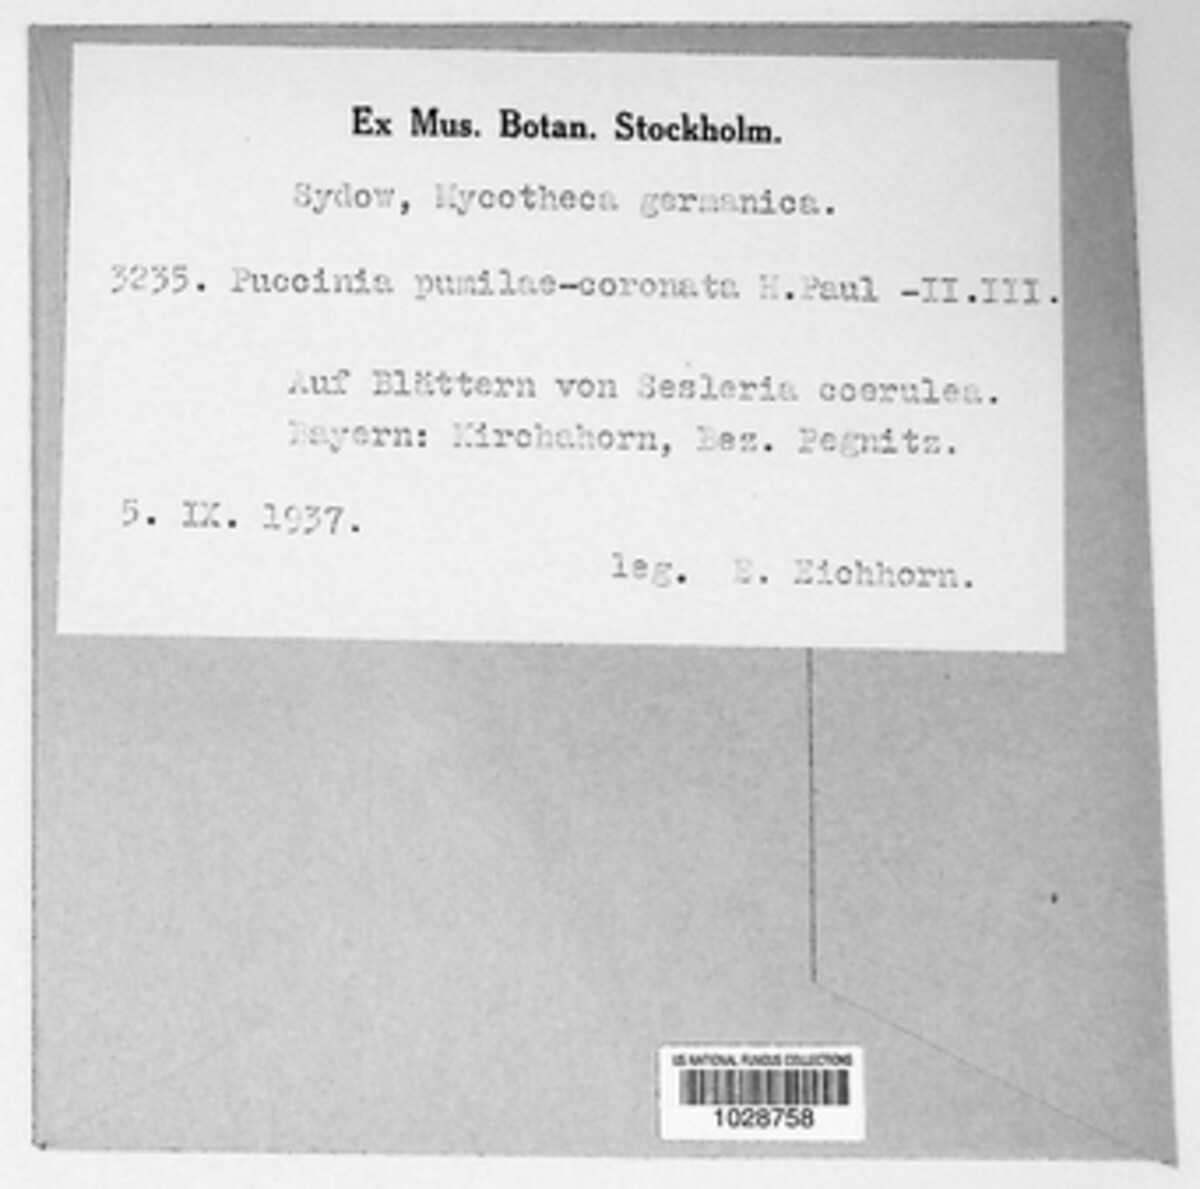 Ex Mus. Botan. Stockholm.
Sydow, Mycotheca germanica.
3235. Puccinia pumilae-coronata H.Paul -II.III.
Auf Blättern von Sesleria coerulea.
Bayern: Kirchahorn, Bez. Pegnitz.
5. IX. 1937.
leg. E. Eichhorn.
US NATIONAL FUNGUS COLLECTIONS
1028758